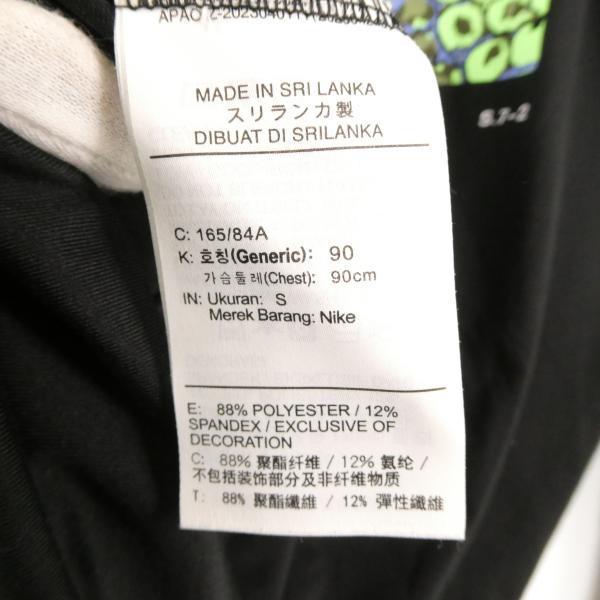 MADE IN SRI LANKA
スリランカ製
DIBUAT DI SRILANKA
8.7-2
C: 165/84A
K: 호칭(Generic): 90
가슴둘레(Chest): 90cm
IN: Ukuran: S
Merek Barang: Nike
E: 88% POLYESTER / 12%
SPANDEX / EXCLUSIVE OF
DECORATION
C: 88% 聚酯纤维 / 12% 氨纶 /
不包括装饰部分及非纤维物质
T: 88% 聚酯纖維 / 12% 彈性纖維